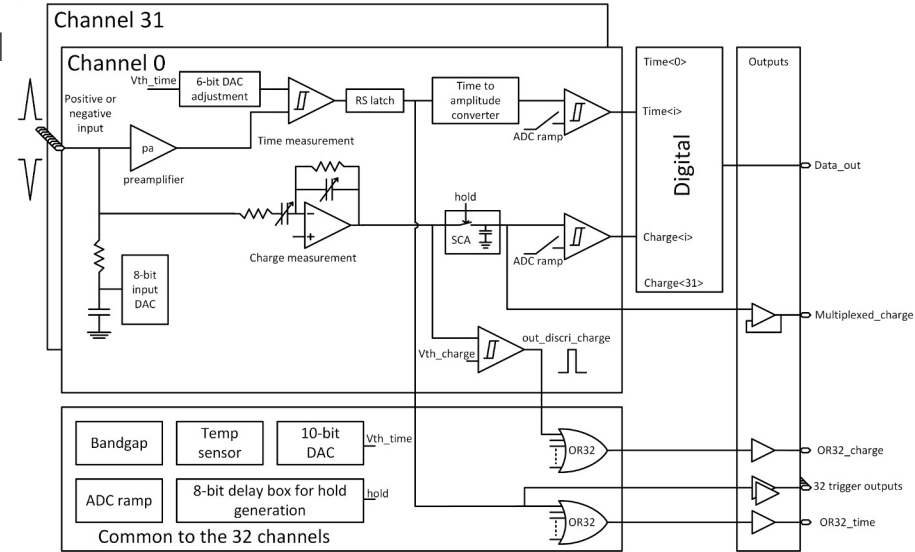 Channel 31
Channel 0
Vth_time
6-bit DAC
adjustment
RS latch
Time to
amplitude
converter
Time<0>
Outputs
Positive or
negative
input
Time<i>
ADC ramp
Time measurement
pa
preamplifier
Digital
Data_out
hold
SCA
Charge<i>
ADC ramp
Charge measurement
8-bit
input
DAC
Charge<31>
Multiplexed_charge
out_discri_charge
Vth_charge
Bandgap
Temp
sensor
10-bit
DAC
Vth_time
OR32
OR32_charge
ADC ramp
8-bit delay box for hold
generation
hold
32 trigger outputs
OR32
OR32_time
Common to the 32 channels